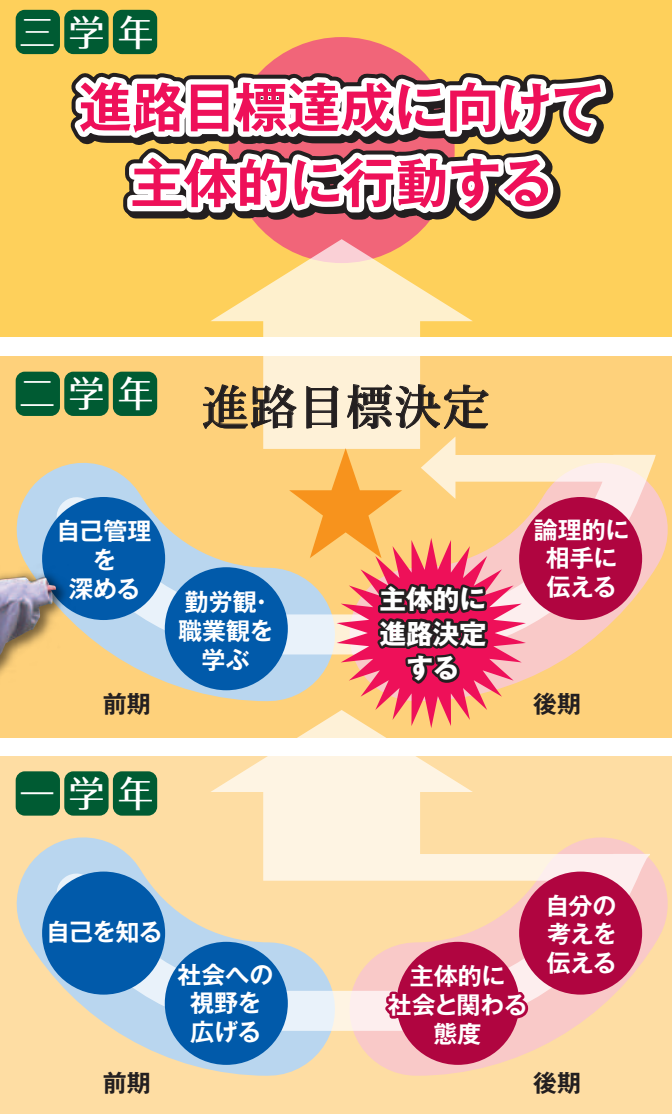 三学年
進路目標達成に向けて
主体的に行動する
二学年
進路目標決定
自己管理
を
深める
勤労観・
職業観を
学ぶ
主体的に
進路決定
する
論理的に
相手に
伝える
前期
後期
一学年
自己を知る
社会への
視野を
広げる
主体的に
社会と関わる
態度
自分の
考えを
伝える
前期
後期